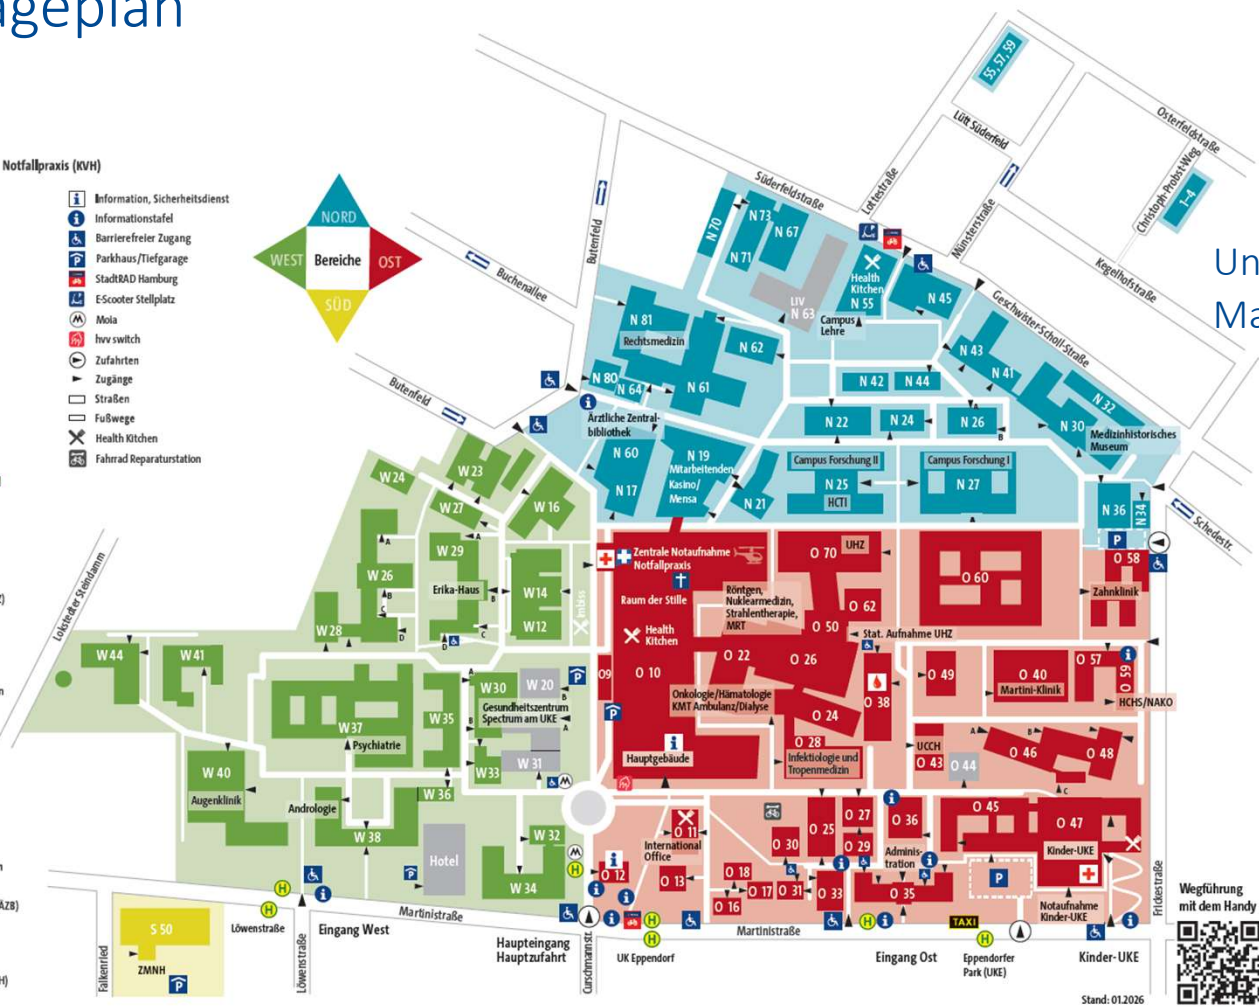 ageplan
Notfallpraxis (KVH)
Information, Sicherheitsdienst
Informationstafel
Barrierefreier Zugang
Parkhaus/Tiefgarage
StadtRAD Hamburg
E-Scooter Stellplatz
Moia
hvv switch
Zufahrten
Zugänge
Straßen
Fußwege
Health Kitchen
Fahrrad Reparaturstation
NORD
WEST
Bereiche
OST
SÜD
55, 57, 59
Lütt Süderfeld
Osterfeldstraße
Christoph-Probst-Weg
1–4
Lottestraße
Münsterstraße
Kegelhofstraße
Süderfeldstraße
Geschwister-Scholl-Straße
Butenfeld
Buchenallee
Butenfeld
Un
Ma
N 70
N 73
N 67
N 71
LIV
N 63
Health
Kitchen
N 55
Campus
Lehre
N 45
N 81
Rechtsmedizin
N 62
N 80
N 64
N 61
N 43
N 41
N 42
N 44
N 32
N 22
N 24
N 26
B
N 30
Medizinhistorisches
Museum
Ärztliche Zentral-
bibliothek
N 60
N 17
N 19
Mitarbeitenden
Kasino/
Mensa
N 21
Campus Forschung II
N 25
HCTI
Campus Forschung I
N 27
N 36
N 34
P
Schedestr.
Lokstedter Steindamm
W 24
W 23
W 27
W 16
A
W 29
A
W 26
B
C
D
Erika-Haus
B
C
D
W 14
W 12
Imbiss
W 28
W 44
W 41
W 37
Psychiatrie
W 35
A
W 30
W 20
B
Gesundheitszentrum
Spectrum am UKE
A
B
W 31
W 33
W 40
Augenklinik
Andrologie
W 36
W 38
Hotel
W 32
W 34
Zentrale Notaufnahme
Notfallpraxis
Raum der Stille
Health
Kitchen
O9
O 10
Hauptgebäude
O 70
UHZ
Röntgen,
Nuklearmedizin,
Strahlentherapie,
MRT
O 62
O 50
Stat. Aufnahme UHZ
O 22
O 26
Onkologie/Hämatologie
KMT Ambulanz/Dialyse
O 24
O 28
Infektiologie und
Tropenmedizin
O 38
O 60
O 58
Zahnklinik
O 49
O 40
Martini-Klinik
O 57
O 59
HCHS/NAKO
UCCH
O 43
O 44
A
O 46
B
O 48
C
O 11
International
Office
O 12
O 13
O 18
O 16
O 17
O 30
O 31
O 25
O 27
O 29
O 33
O 36
Adminis-
tration
O 35
O 45
O 47
Kinder-UKE
P
Notaufnahme
Kinder-UKE
Frickestraße
S 50
ZMNH
Falkenried
Löwenstraße
Löwenstraße
Eingang West
Martinistraße
Haupteingang
Hauptzufahrt
Curschmannstr.
UK Eppendorf
Martinistraße
Eingang Ost
TAXI
Eppendorfer
Park (UKE)
Kinder-UKE
Wegführung
mit dem Handy
Stand: 01.2026
ÄZB)